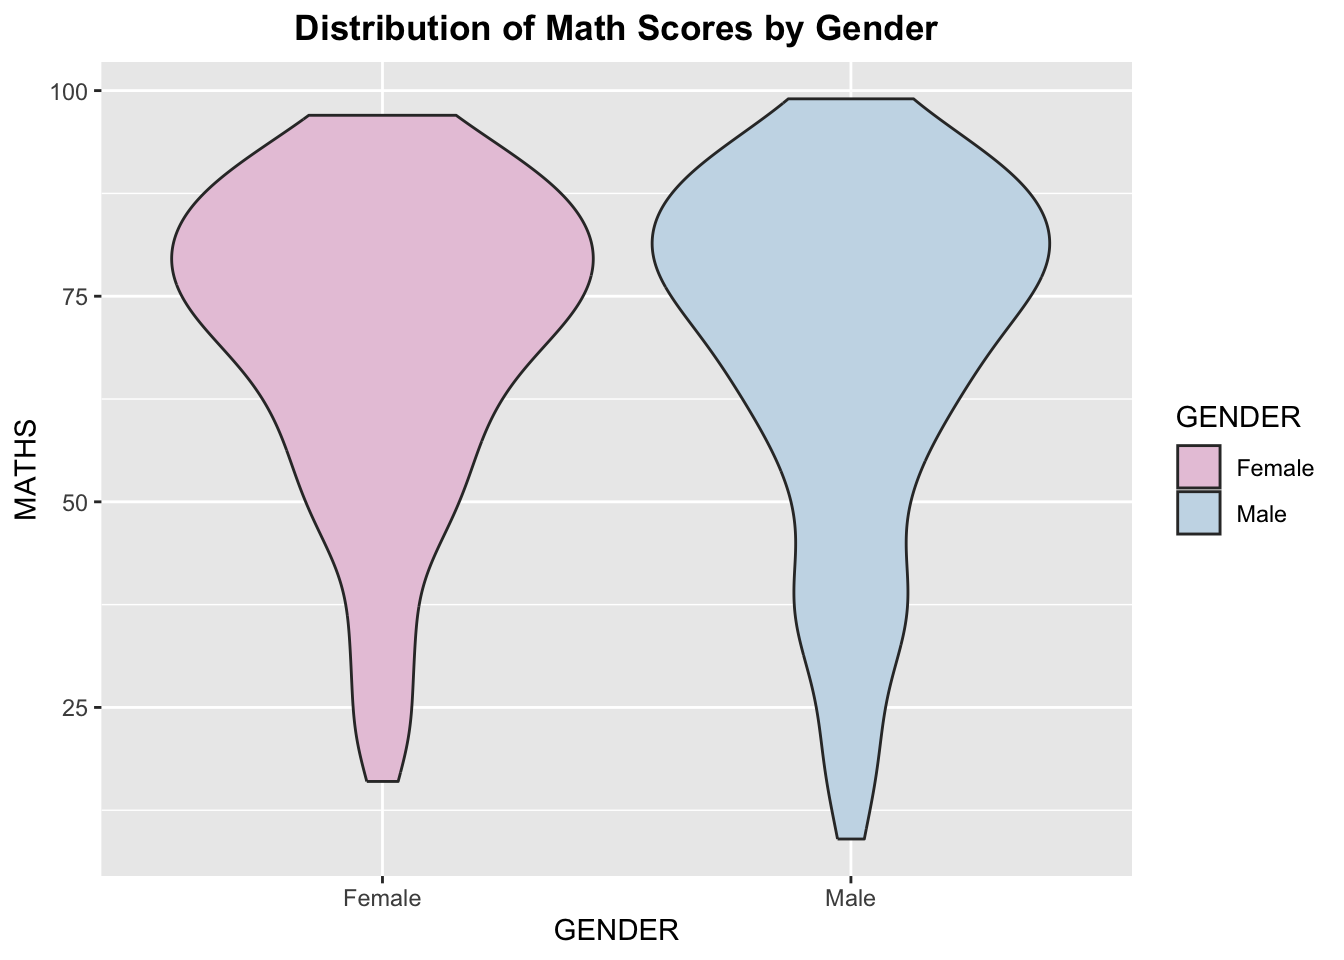 Distribution of Math Scores by Gender
100
75
50
25
MATHS
Female
Male
GENDER
GENDER
Female
Male